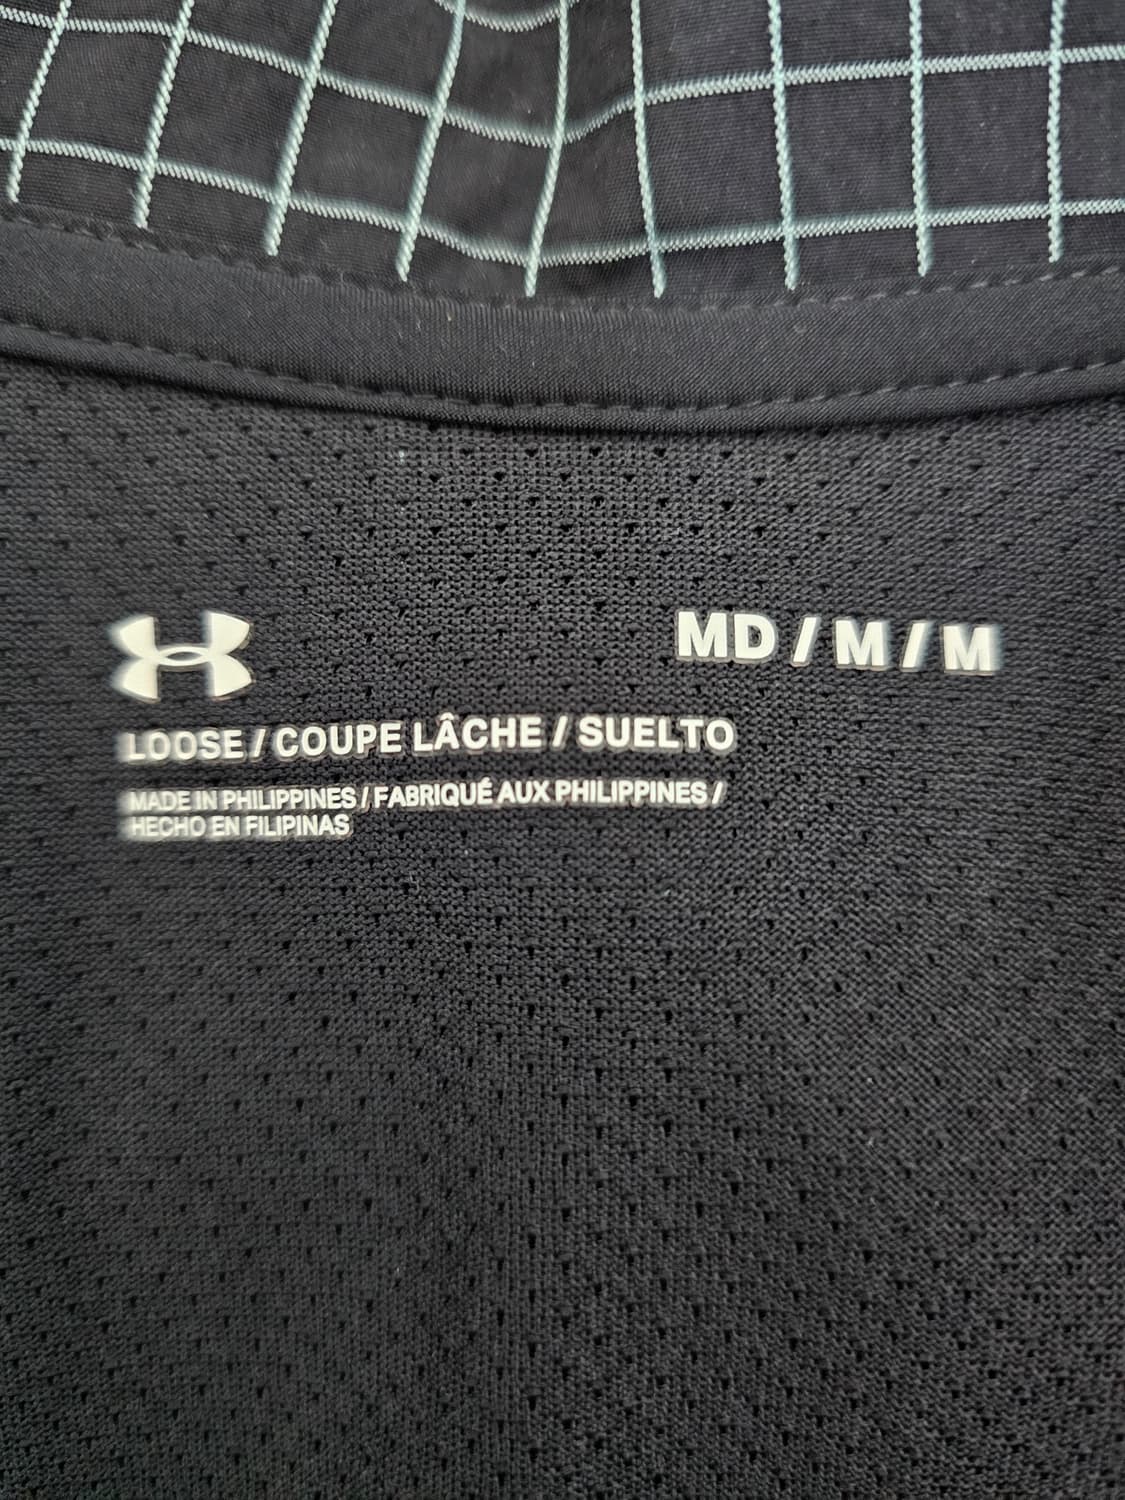 MD / M / M
LOOSE / COUPE LÂCHE / SUELTO
MADE IN PHILIPPINES / FABRIQUÉ AUX PHILIPPINES /
HECHO EN FILIPINAS